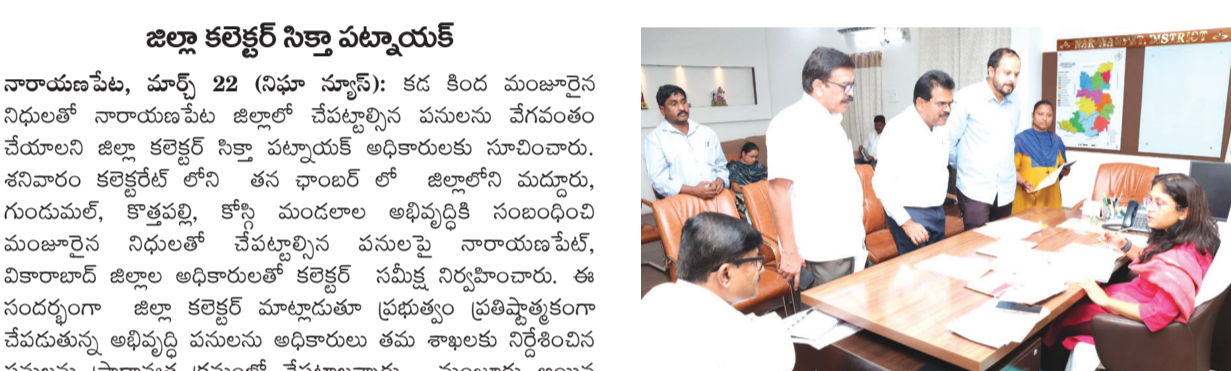 జిల్లా కలెక్టర్ సిక్తా పట్నాయక్
నారాయణపేట, మార్చ్ 22 (నిఘా న్యూస్): కడ కింద మంజూరైన
నిధులతో నారాయణపేట జిల్లాలో చేపట్టాల్సిన పనులను వేగవంతం
చేయాలని జిల్లా కలెక్టర్ సిక్తా పట్నాయక్ అధికారులకు సూచించారు.
శనివారం కలెక్టరేట్ లోని తన ఛాంబర్ లో జిల్లాలోని మద్దూరు,
గుండుమల్, కొత్తపల్లి, కోస్గి మండలాల అభివృద్ధికి సంబంధించి
మంజూరైన నిధులతో చేపట్టాల్సిన పనులపై నారాయణపేట్,
వికారాబాద్ జిల్లాల అధికారులతో కలెక్టర్ సమీక్ష నిర్వహించారు. ఈ
సందర్భంగా జిల్లా కలెక్టర్ మాట్లాడుతూ ప్రభుత్వం ప్రతిష్టాత్మకంగా
చేపడుతున్న అభివృద్ధి పనులను అధికారులు తమ శాఖలకు నిర్దేశించిన
NARAYANPET DISTRICT